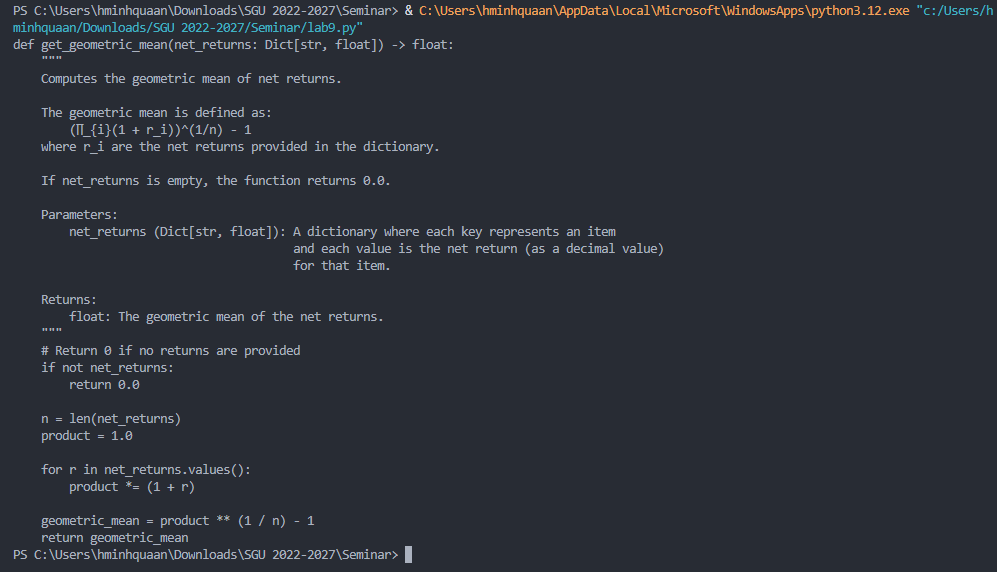 PS C:\Users\hminhquaan\Downloads\SGU 2022-2027\Seminar> & C:\Users\hminhquaan\AppData\Local\Microsoft\WindowsApps\python3.12.exe "c:/Users/h
minhquaan/Downloads/SGU 2022-2027/Seminar/lab9.py"
def get_geometric_mean(net_returns: Dict[str, float]) -> float:
    """
    Computes the geometric mean of net returns.

    The geometric mean is defined as:
        (∏_{i}(1 + r_i))^(1/n) - 1
    where r_i are the net returns provided in the dictionary.

    If net_returns is empty, the function returns 0.0.

    Parameters:
        net_returns (Dict[str, float]): A dictionary where each key represents an item
                                        and each value is the net return (as a decimal value)
                                        for that item.

    Returns:
        float: The geometric mean of the net returns.
    """
    # Return 0 if no returns are provided
    if not net_returns:
        return 0.0

    n = len(net_returns)
    product = 1.0

    for r in net_returns.values():
        product *= (1 + r)

    geometric_mean = product ** (1 / n) - 1
    return geometric_mean
PS C:\Users\hminhquaan\Downloads\SGU 2022-2027\Seminar>